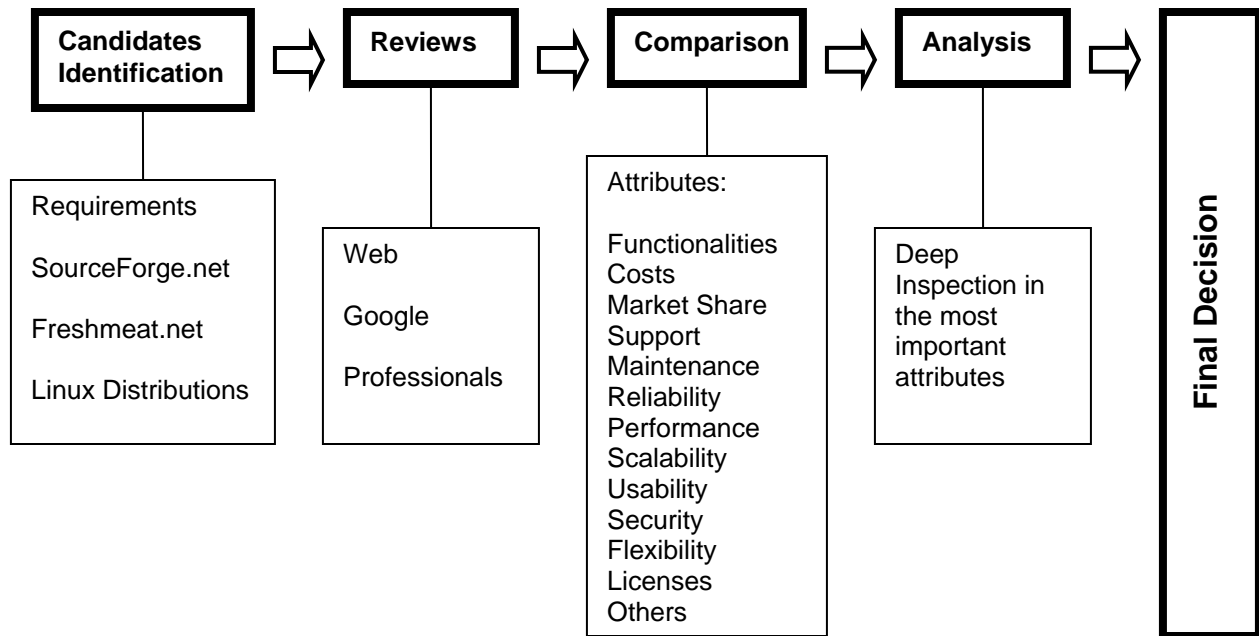 Candidates
Identification
Reviews
Comparison
Analysis
Requirements
SourceForge.net
Freshmeat.net
Linux Distributions
Web
Google
Professionals
Attributes:
Functionalities
Costs
Market Share
Support
Maintenance
Reliability
Performance
Scalability
Usability
Security
Flexibility
Licenses
Others
Deep
Inspection in
the most
important
attributes
Final Decision